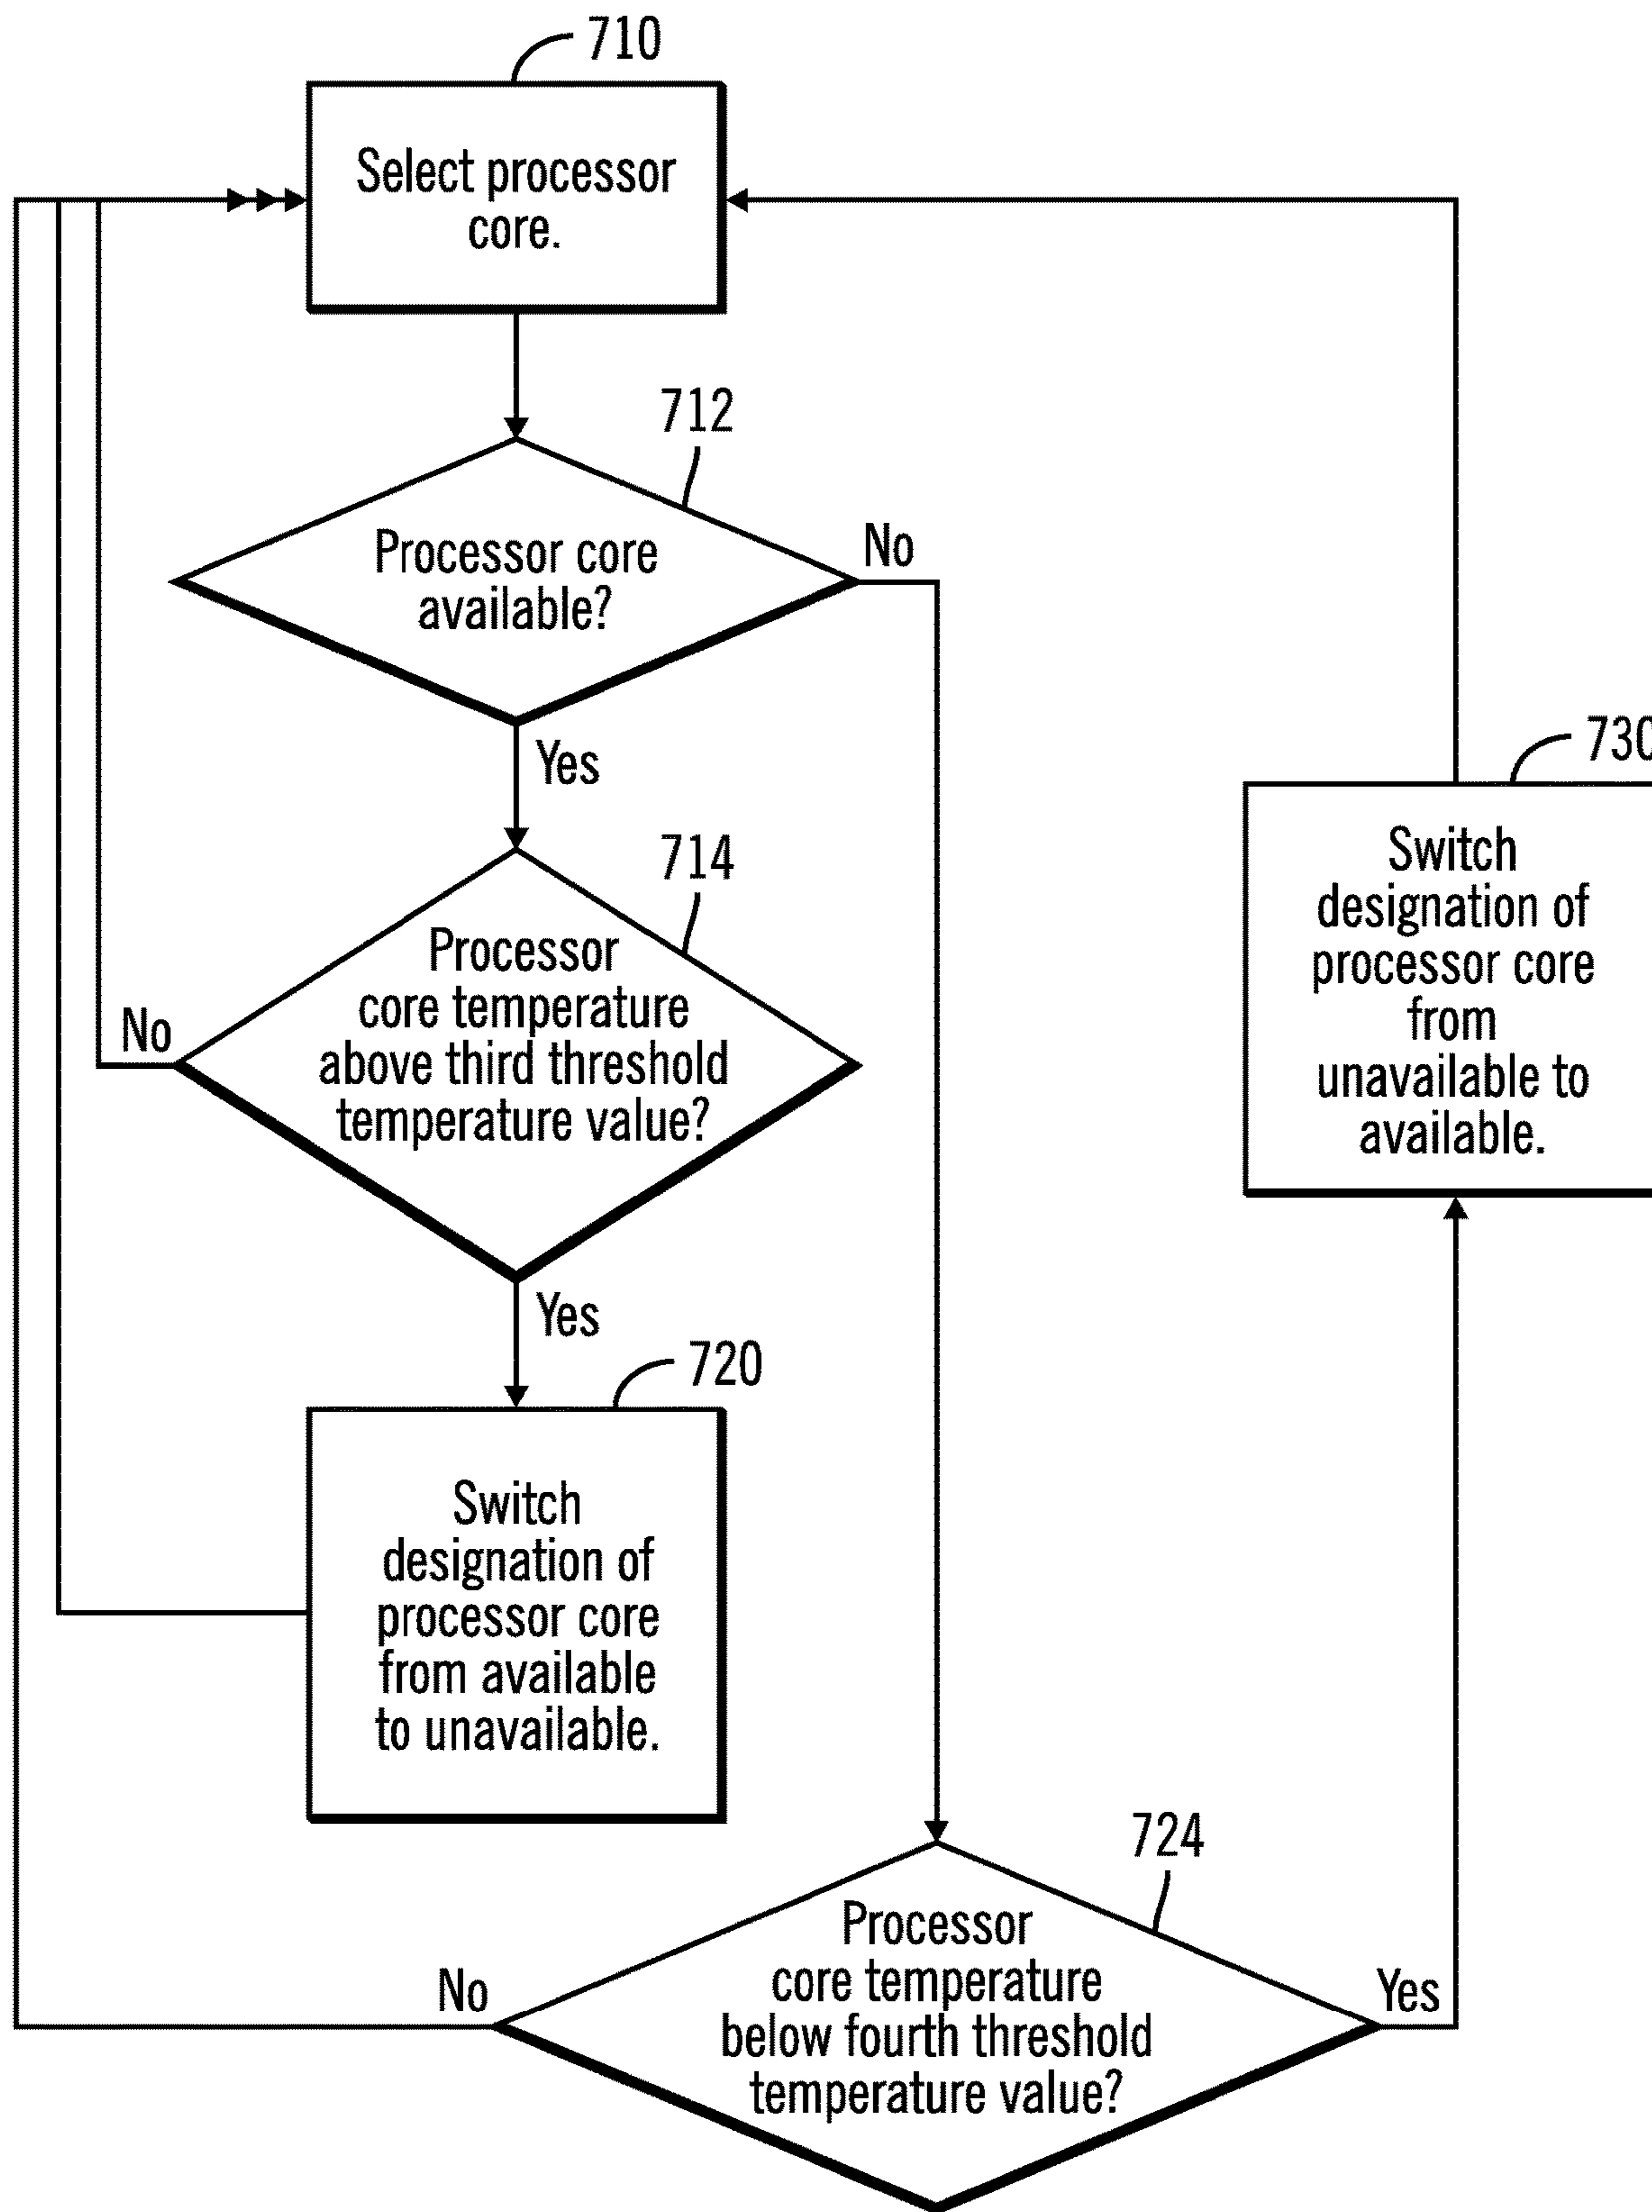 710
Select processor
core.
712
Processor core
available?
No
Yes
714
Processor
core temperature
above third threshold
temperature value?
No
Yes
720
Switch
designation of
processor core
from available
to unavailable.
724
Processor
core temperature
below fourth threshold
temperature value?
No
Yes
730
Switch
designation of
processor core
from
unavailable to
available.